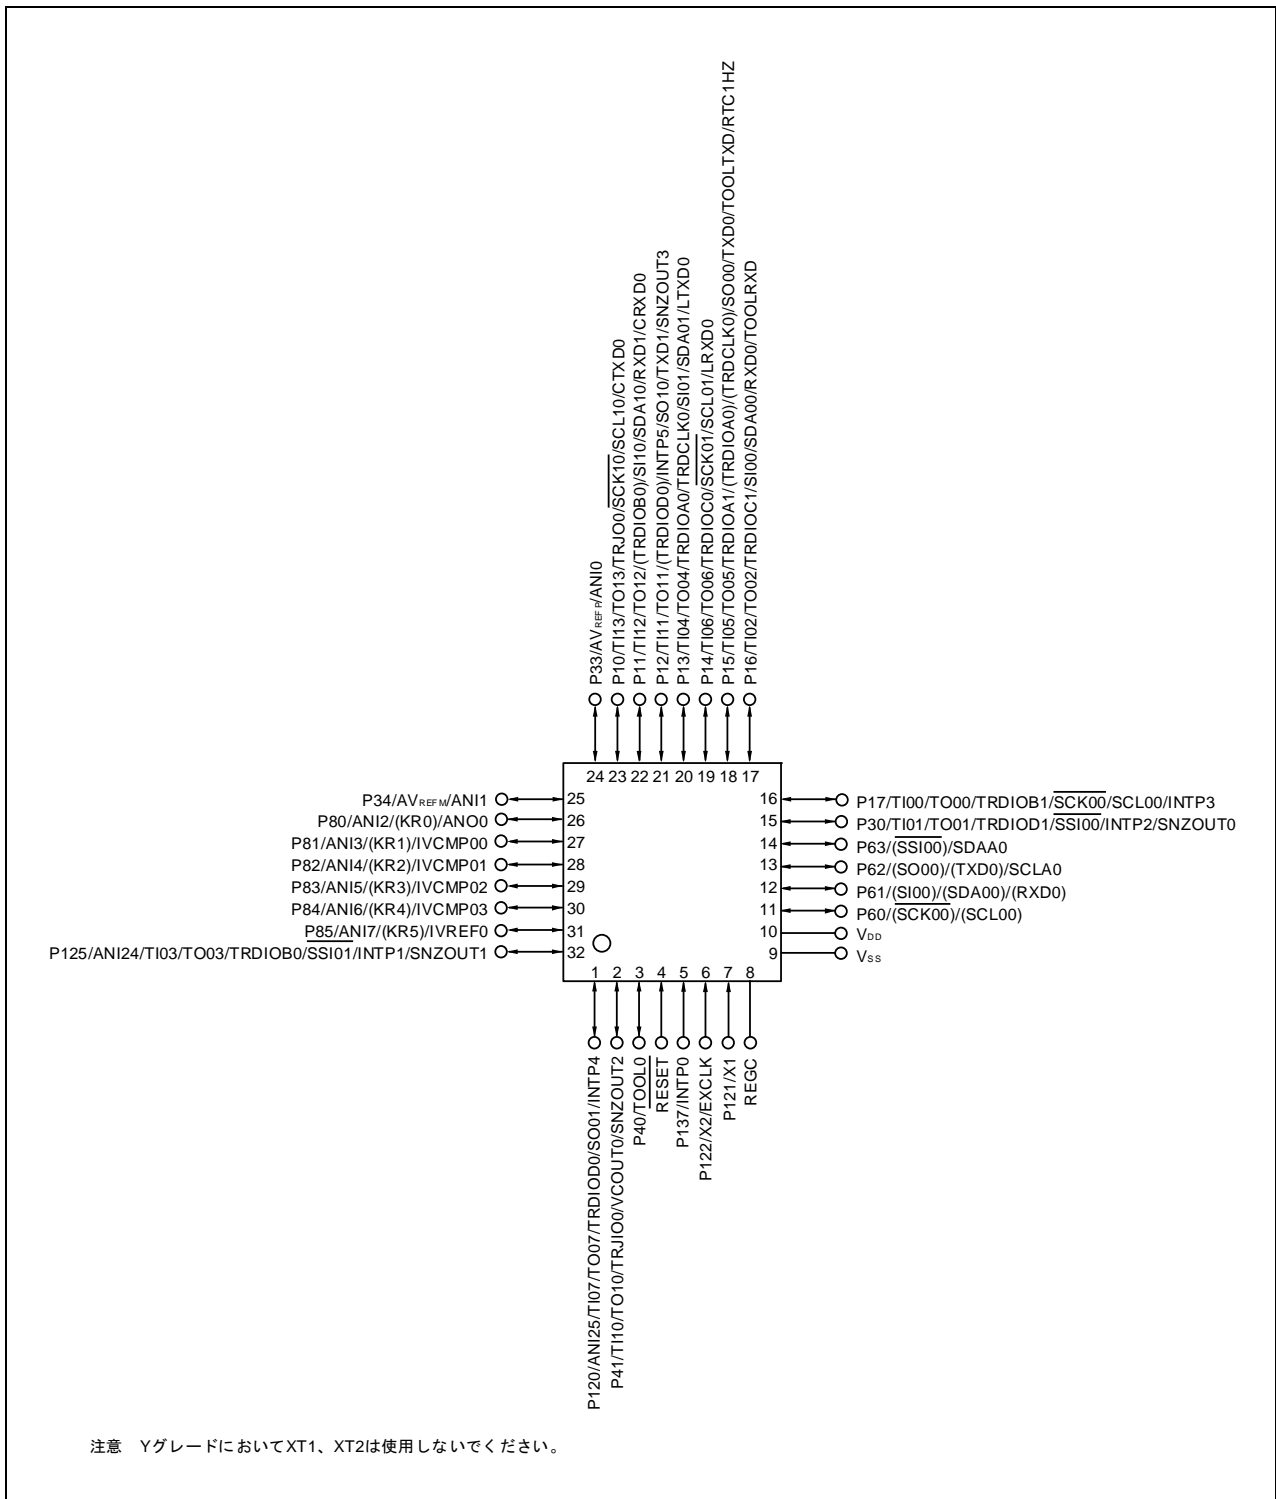 P33/AVREFP/ANI0
P10/TI13/TO13/TRJO0/SCK10/SCL10/CTXD0
P11/TI12/TO12/(TRDIOB0)/SI10/SDA10/RXD1/CRXD0
P12/TI11/TO11/(TRDIOD0)/INTP5/SO10/TXD1/SNZOUT3
P13/TI04/TO04/TRDIOA0/TRDCLK0/SI01/SDA01/LTXD0
P14/TI06/TO06/TRDIOC0/SCK01/SCL01/LRXD0
P15/TI05/TO05/TRDIOA1/(TRDIOA0)/(TRDCLK0)/SO00/TXD0/TOOLTXD/RTC1HZ
P16/TI02/TO02/TRDIOC1/SI00/SDA00/RXD0/TOOLRXD
24 23 22 21 20 19 18 17
P34/AVREFM/ANI1 25
P80/ANI2/(KR0)/ANO0 26
P81/ANI3/(KR1)/IVCMP00 27
P82/ANI4/(KR2)/IVCMP01 28
P83/ANI5/(KR3)/IVCMP02 29
P84/ANI6/(KR4)/IVCMP03 30
P85/ANI7/(KR5)/IVREF0 31
P125/ANI24/TI03/TO03/TRDIOB0/SSI01/INTP1/SNZOUT1 32
16 P17/TI00/TO00/TRDIOB1/SCK00/SCL00/INTP3
15 P30/TI01/TO01/TRDIOD1/SSI00/INTP2/SNZOUT0
14 P63/(SSI00)/SDAA0
13 P62/(SO00)/(TXD0)/SCLA0
12 P61/(SI00)/(SDA00)/(RXD0)
11 P60/(SCK00)/(SCL00)
10 VDD
9 VSS
1 2 3 4 5 6 7 8
P120/ANI25/TI07/TO07/TRDIOD0/SO01/INTP4
P41/TI10/TO10/TRJIO0/VCOUT0/SNZOUT2
P40/TOOL0
RESET
P137/INTP0
P122/X2/EXCLK
P121/X1
REGC
注意 YグレードにおいてXT1、XT2は使用しないでください。